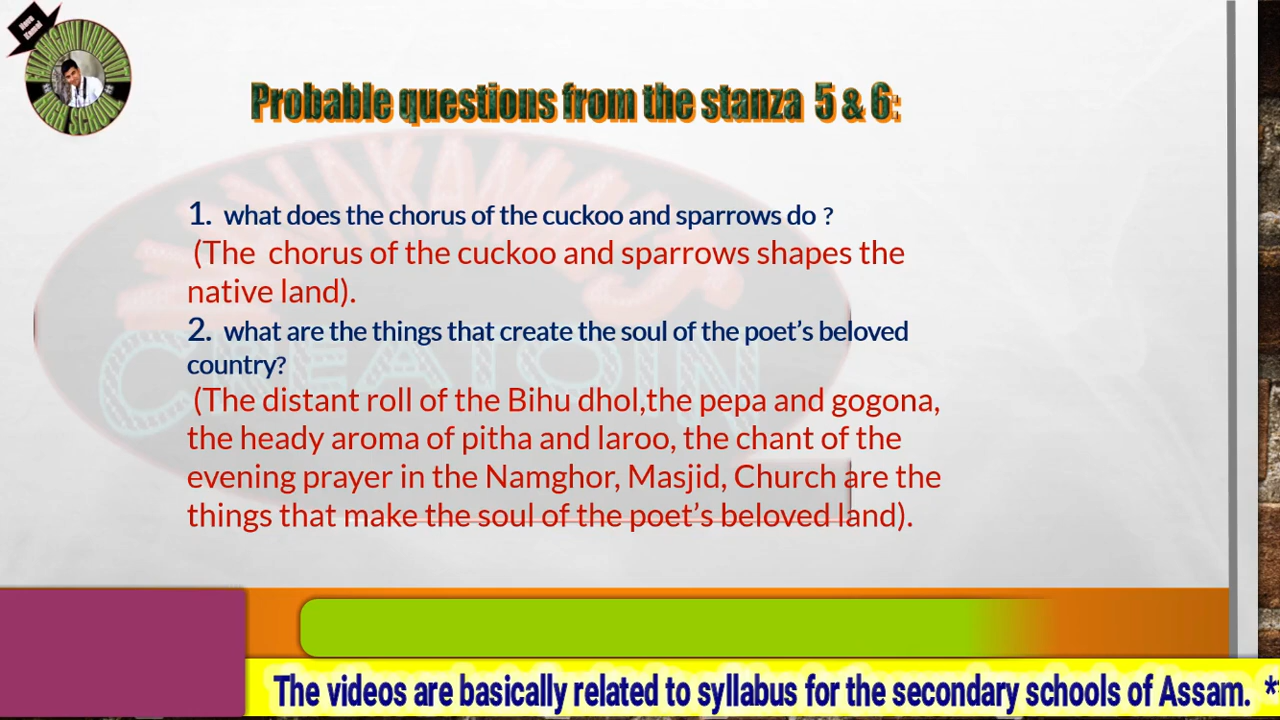 Probable questions from the stanza 5 & 6:
1. what does the chorus of the cuckoo and sparrows do ?
(The chorus of the cuckoo and sparrows shapes the
native land).
2. what are the things that create the soul of the poet's beloved
country?
(The distant roll of the Bihu dhol,the pepa and gogona,
the heady aroma of pitha and laroo, the chant of the
evening prayer in the Namghor, Masjid, Church are the
things that make the soul of the poet's beloved land).
CREATOIN
The videos are basically related to syllabus for the secondary schools of Assam. **